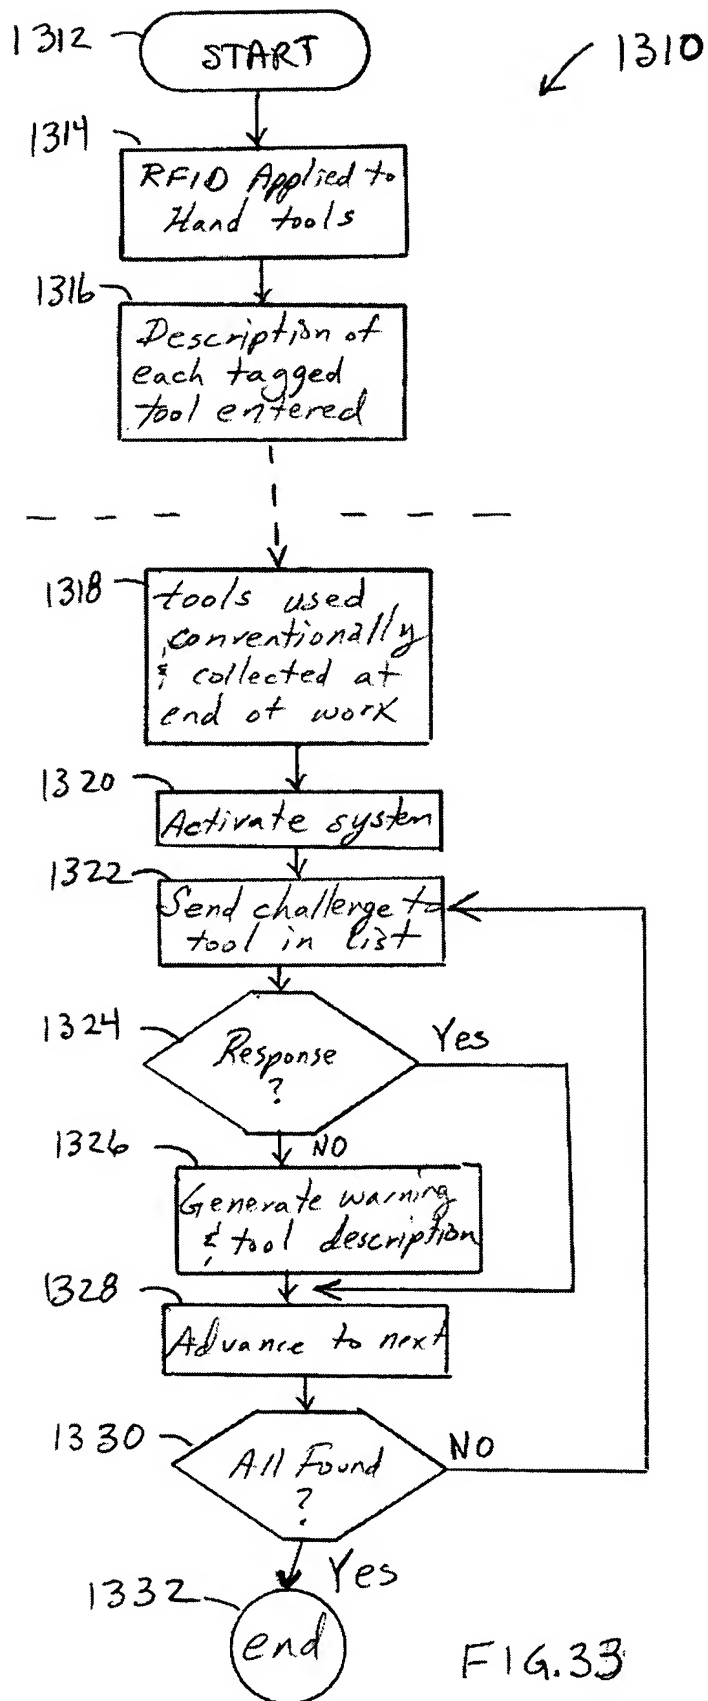 1312
START
1310
1314
RFID Applied to
Hand tools
1316
Description of
each tagged
tool entered
1318
tools used
conventionally
& collected at
end of work
1320
Activate system
1322
Send challenge to
tool in list
1324
Response
?
Yes
NO
1326
Generate warning
& tool description
1328
Advance to next
1330
All Found
?
NO
Yes
1332
end
FIG.33